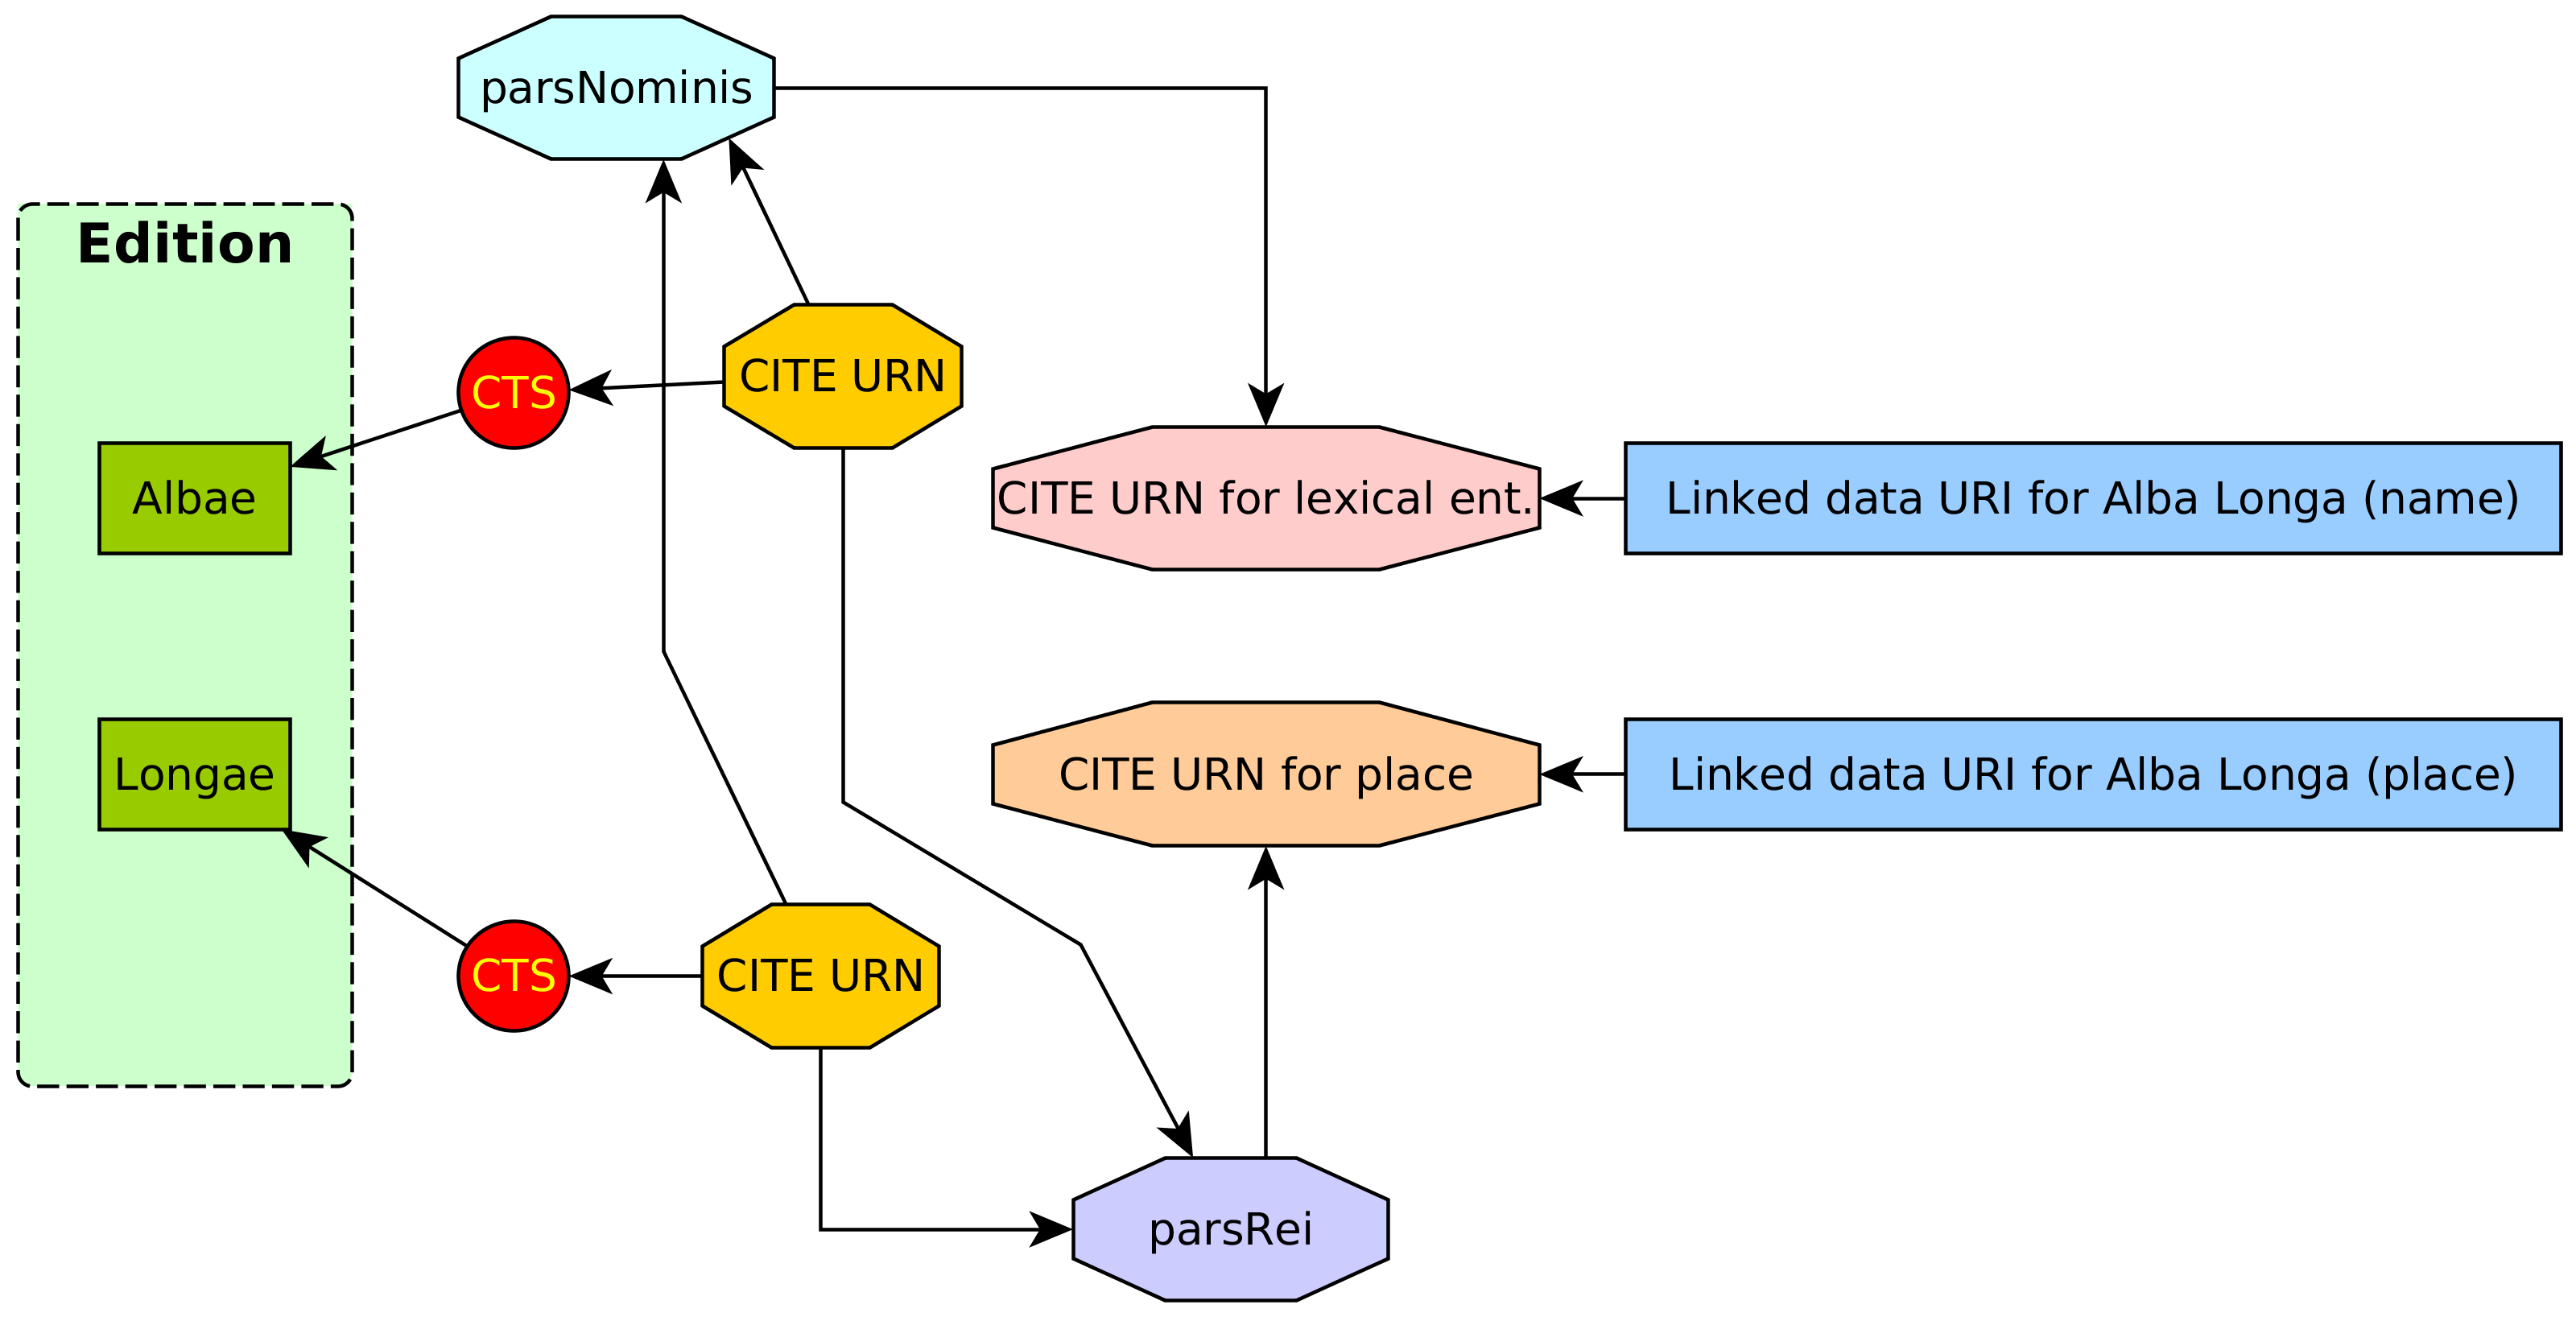 parsNominis
Edition
CITE URN
CTS
Albae
CITE URN for lexical ent.
Linked data URI for Alba Longa (name)
Longae
CITE URN for place
Linked data URI for Alba Longa (place)
CTS
CITE URN
parsRei